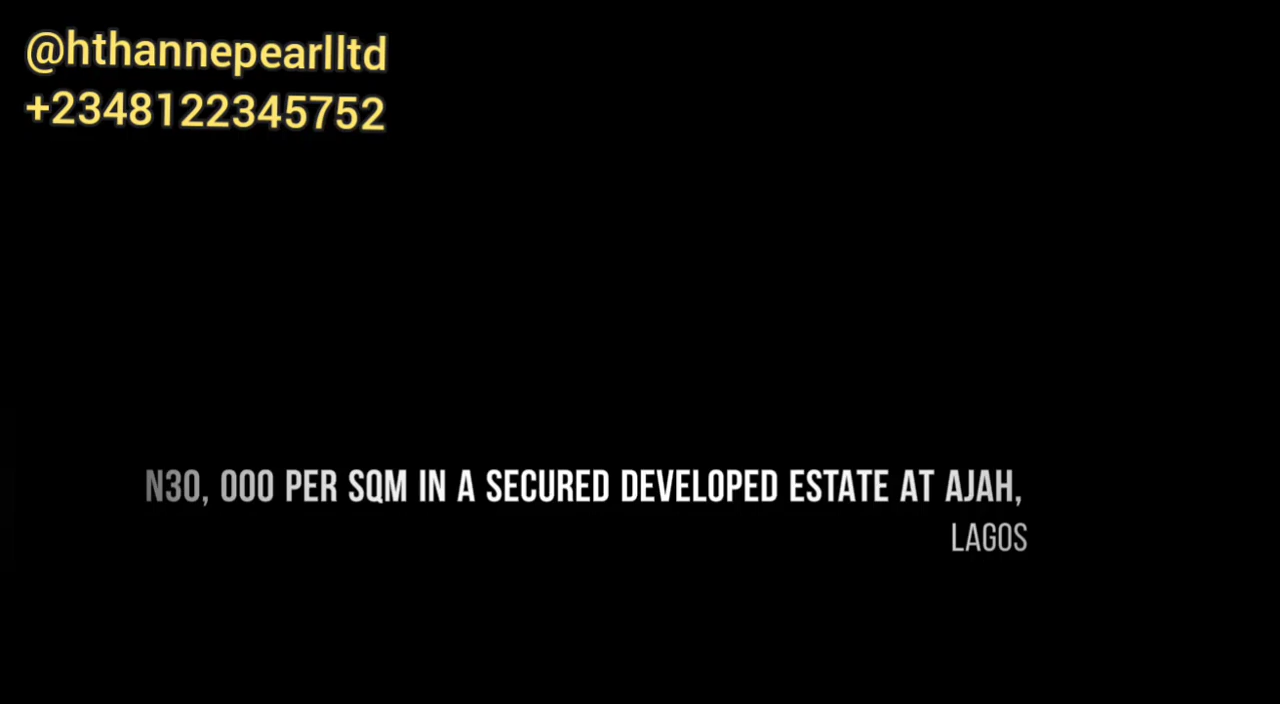 @hthannepearlltd
+2348122345752
N30, 000 PER SQM IN A SECURED DEVELOPED ESTATE AT AJAH,
LAGOS